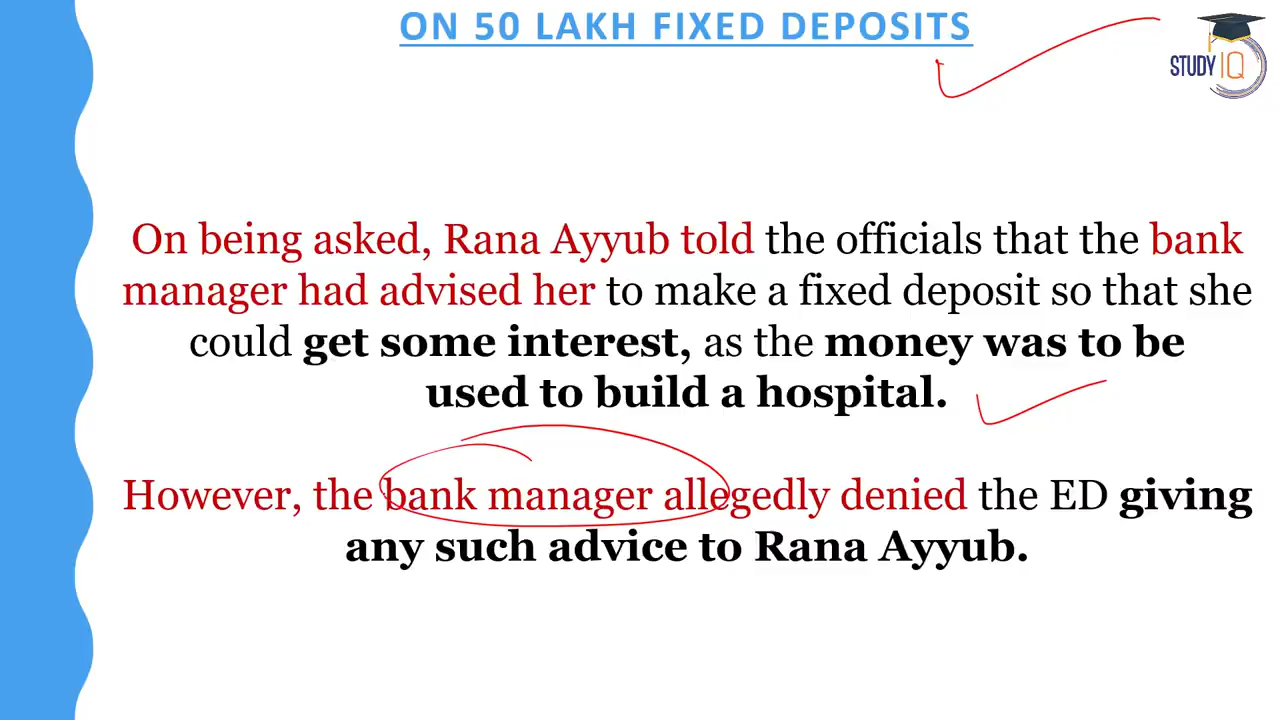 ON 50 LAKH FIXED DEPOSITS
STUDY IQ
On being asked, Rana Ayyub told the officials that the bank
manager had advised her to make a fixed deposit so that she
could get some interest, as the money was to be
used to build a hospital.
However, the bank manager allegedly denied the ED giving
any such advice to Rana Ayyub.